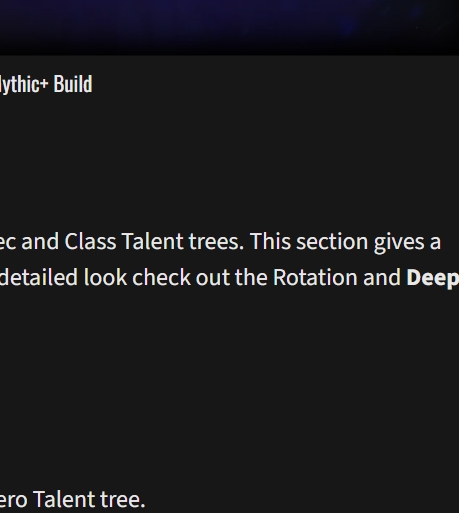 Mythic+ Build
ec and Class Talent trees. This section gives a
detailed look check out the Rotation and Deep
ero Talent tree.